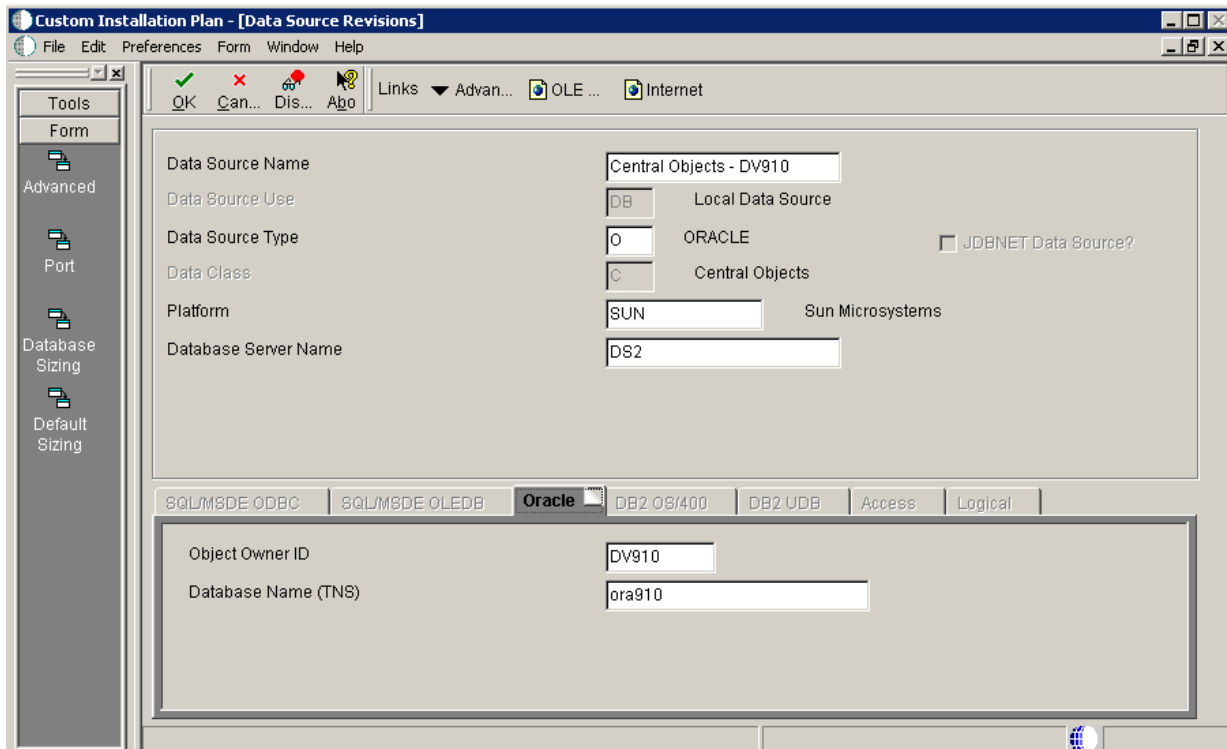 Custom Installation Plan - [Data Source Revisions]
File Edit Preferences Form Window Help
OK Can... Dis... Abo Links Advan... OLE ... Internet
Tools
Form
Advanced
Port
Database
Sizing
Default
Sizing
Data Source Name Central Objects - DV910
Data Source Use DB Local Data Source
Data Source Type O ORACLE JDBNET Data Source?
Data Class C Central Objects
Platform SUN Sun Microsystems
Database Server Name DS2
SQL/MSDE ODBC SQL/MSDE OLEDB Oracle DB2 OS/400 DB2 UDB Access Logical
Object Owner ID DV910
Database Name (TNS) ora910